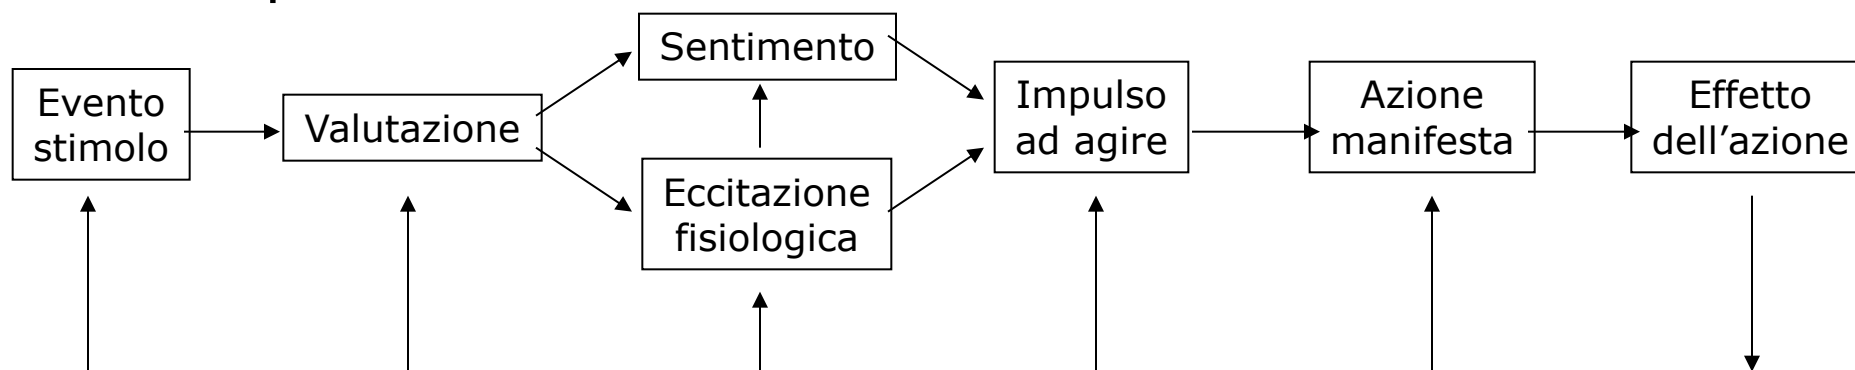 Evento
stimolo
Valutazione
Sentimento
Eccitazione
fisiologica
Impulso
ad agire
Azione
manifesta
Effetto
dell’azione